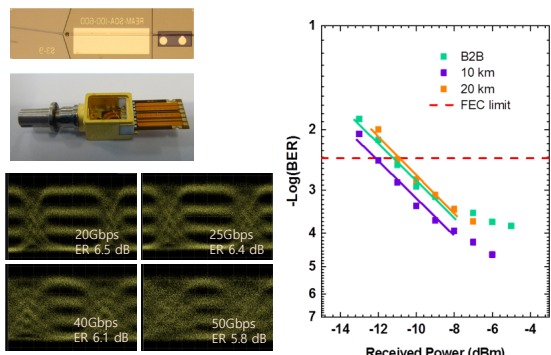 REAM-SOA-100-600
20Gbps
ER 6.5 dB
25Gbps
ER 6.4 dB
40Gbps
ER 6.1 dB
50Gbps
ER 5.8 dB
-Log(BER)
1
2
3
4
5
6
7
B2B
10 km
20 km
FEC limit
-14 -12 -10 -8 -6 -4
Received Power (dBm)